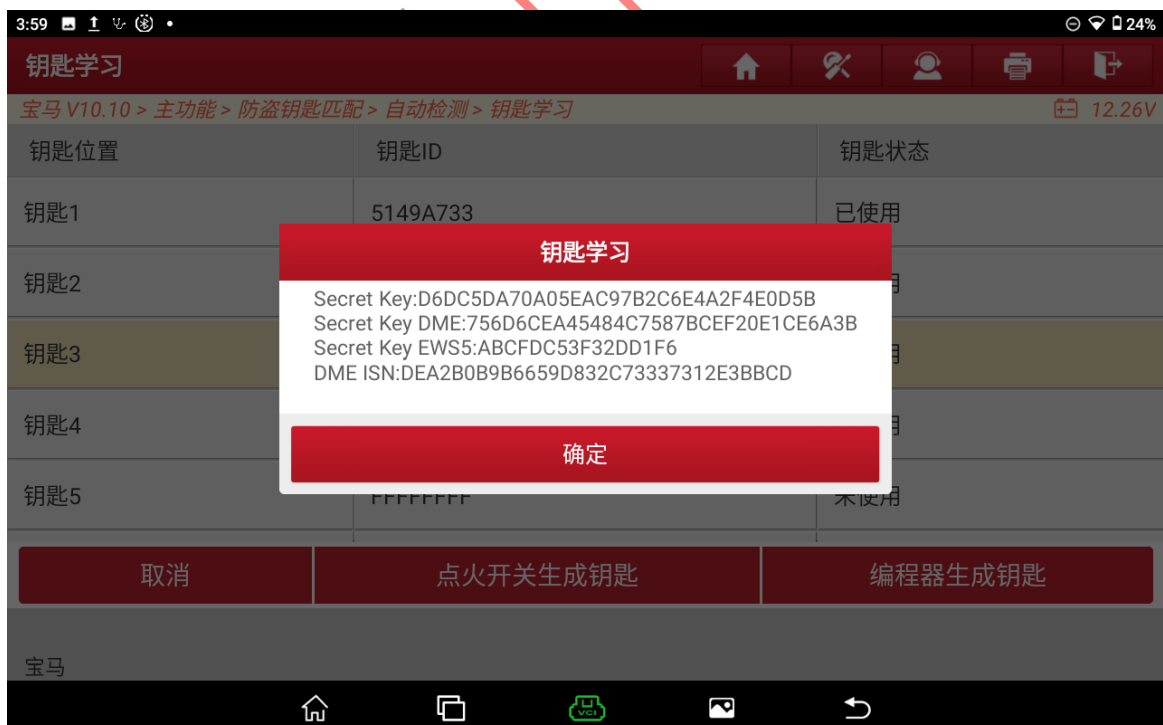 3:59
24%
钥匙学习
宝马 V10.10 > 主功能 > 防盗钥匙匹配 > 自动检测 > 钥匙学习
12.26V
钥匙位置 钥匙ID 钥匙状态
钥匙1 5149A733 已使用
钥匙学习
钥匙2
Secret Key:D6DC5DA70A05EAC97B2C6E4A2F4E0D5B
Secret Key DME:756D6CEA45484C7587BCEF20E1CE6A3B
钥匙3
Secret Key EWS5:ABCFDC53F32DD1F6
DME ISN:DEA2B0B9B6659D832C73337312E3BBCD
钥匙4
确定
钥匙5 FFFFFFFF 未使用
取消 点火开关生成钥匙 编程器生成钥匙
宝马
VCI